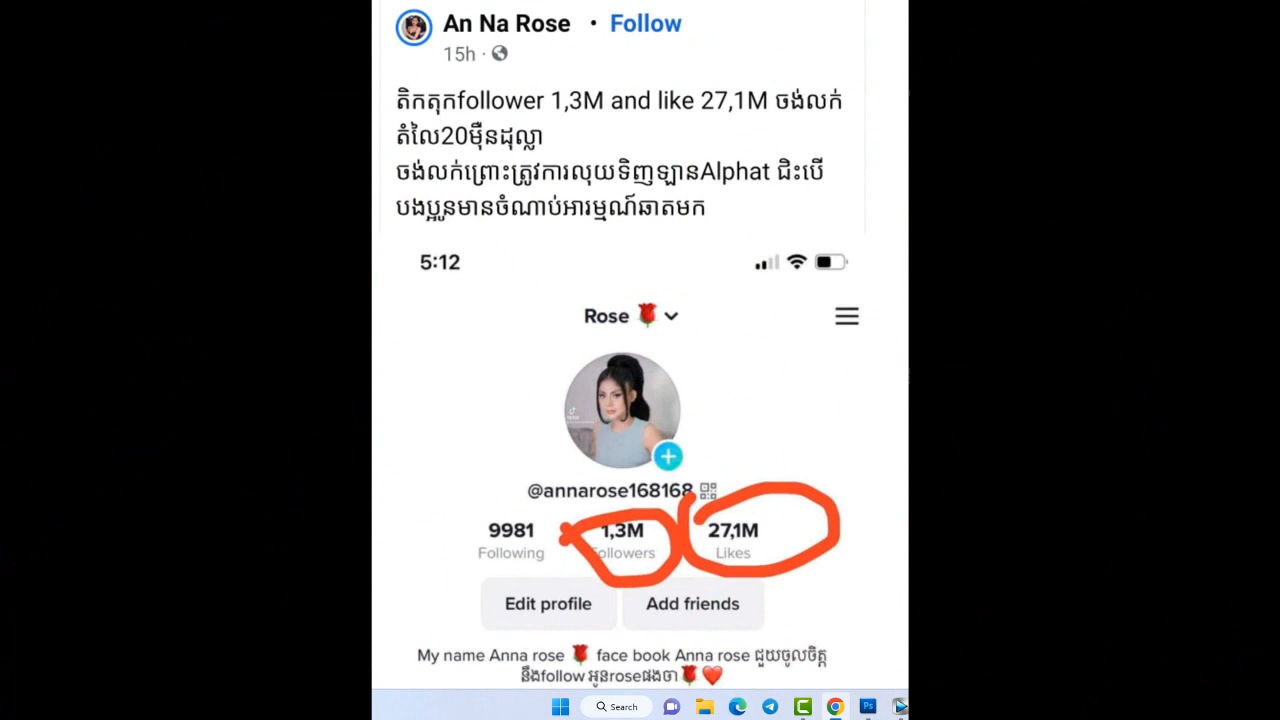 An Na Rose • Follow
15h ·
តិកតុកfollower 1,3M and like 27,1M ចង់លក់
តំលៃ20ម៉ឺនដុល្លា
ចង់លក់ព្រោះត្រូវការលុយទិញឡានAlphat ជិះបើ
បងប្អូនមានចំណាប់អារម្មណ៍ឆាតមក
5:12
Rose 🌹
@annarose168168
9981 1,3M 27,1M
Following Followers Likes
Edit profile Add friends
My name Anna rose 🌹 face book Anna rose ជួយចូលចិត្ត
នឹងfollow អូនroseផងចា🌹❤️
Search
Ps